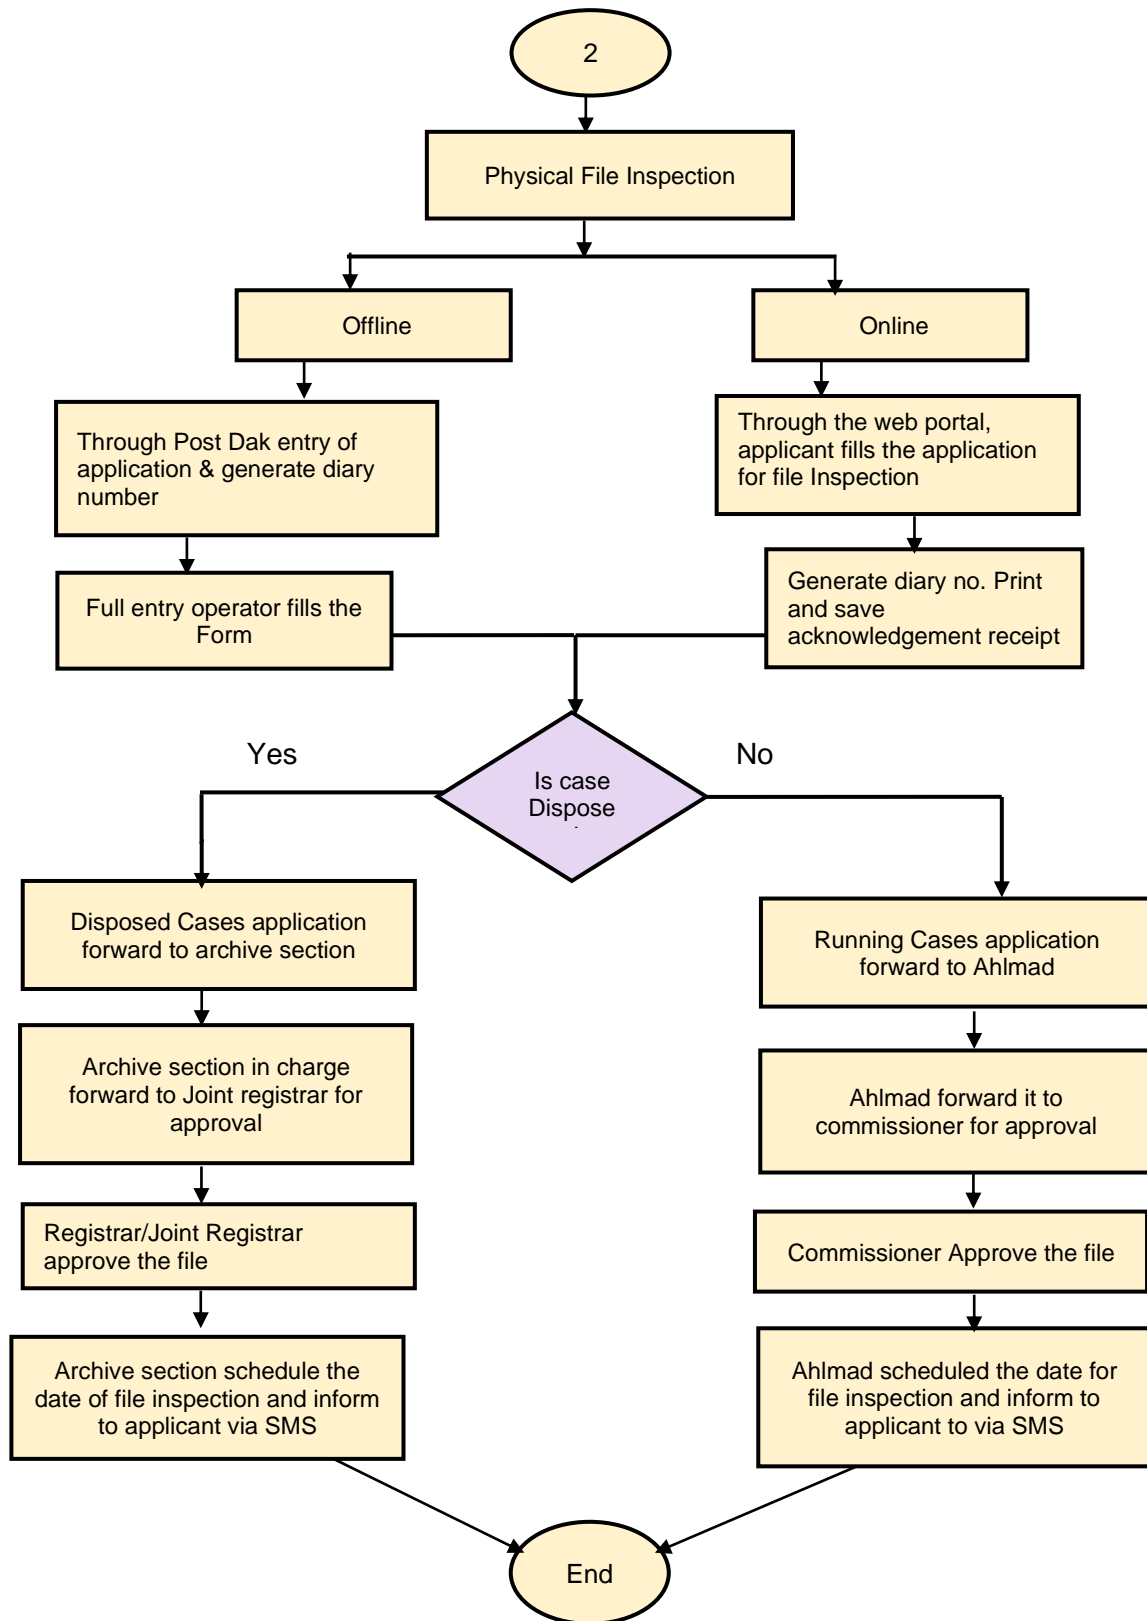 2
Physical File Inspection
Offline
Online
Through Post Dak entry of
application & generate diary
number
Through the web portal,
applicant fills the application
for file Inspection
Full entry operator fills the
Form
Generate diary no. Print
and save
acknowledgement receipt
Yes
No
Is case
Dispose
Disposed Cases application
forward to archive section
Running Cases application
forward to Ahlmad
Archive section in charge
forward to Joint registrar for
approval
Ahlmad forward it to
commissioner for approval
Registrar/Joint Registrar
approve the file
Commissioner Approve the file
Archive section schedule the
date of file inspection and inform
to applicant via SMS
Ahlmad scheduled the date for
file inspection and inform to
applicant to via SMS
End